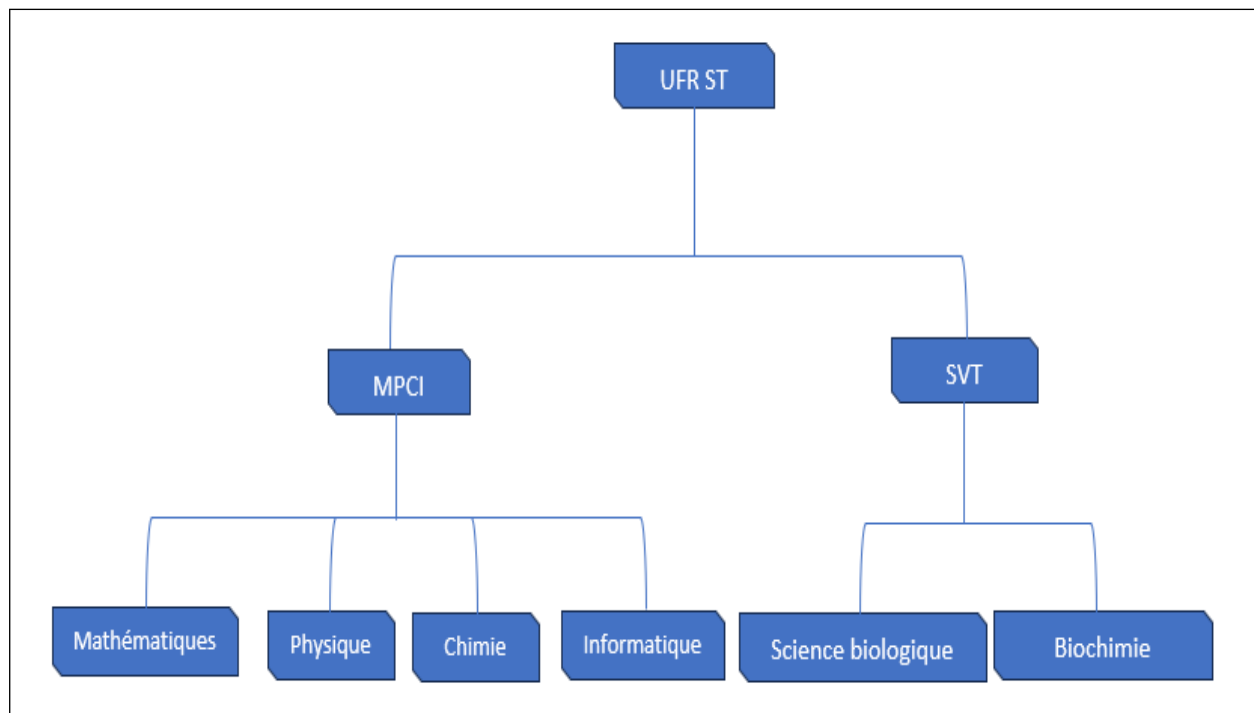 UFR ST
MPCI
SVT
Mathématiques
Physique
Chimie
Informatique
Science biologique
Biochimie